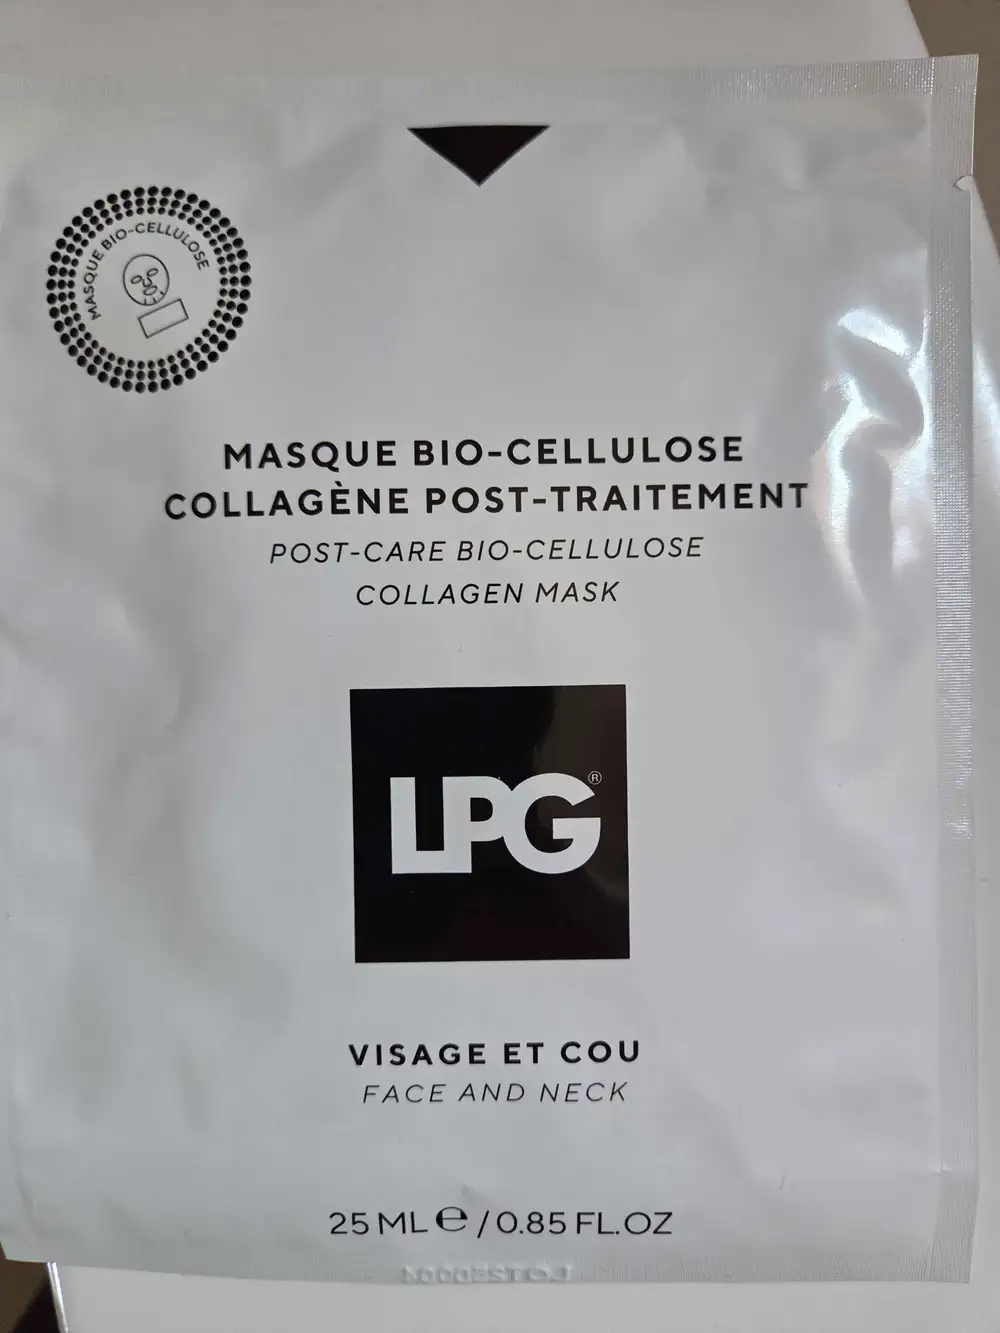 MASQUE BIO-CELLULOSE
MASQUE BIO-CELLULOSE
COLLAGÈNE POST-TRAITEMENT
POST-CARE BIO-CELLULOSE
COLLAGEN MASK
LPG®
VISAGE ET COU
FACE AND NECK
25 ML ℮ / 0.85 FL.OZ